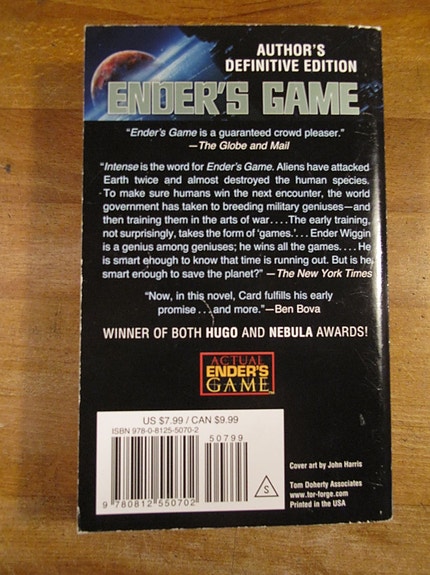 AUTHOR'S
DEFINITIVE EDITION
ENDER'S GAME
"Ender's Game is a guaranteed crowd pleaser."
—The Globe and Mail
"Intense is the word for Ender's Game. Aliens have attacked
Earth twice and almost destroyed the human species.
To make sure humans win the next encounter, the world
government has taken to breeding military geniuses—and
then training them in the arts of war. . . . The early training,
not surprisingly, takes the form of 'games.'. . . Ender Wiggin
is a genius among geniuses; he wins all the games. . . . He
is smart enough to know that time is running out. But is he
smart enough to save the planet?" —The New York Times
"Now, in this novel, Card fulfills his early
promise . . . and more."—Ben Bova
WINNER OF BOTH HUGO AND NEBULA AWARDS!
ACTUAL
ENDER'S
GAME™
US $7.99 / CAN $9.99
ISBN 978-0-8125-5070-2
50799
9 780812 550702
S
Cover art by John Harris
Tom Doherty Associates
www.tor-forge.com
Printed in the USA